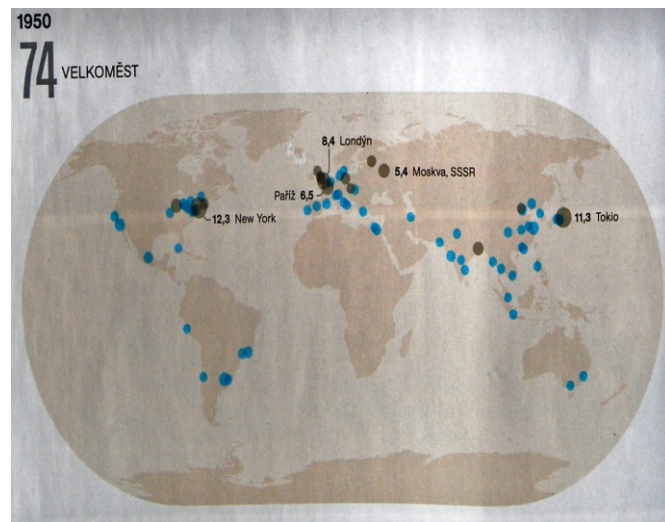 1950
74 VELKOMĚST
8,4 Londýn
5,4 Moskva, SSSR
Paříž 6,5
12,3 New York
11,3 Tokio